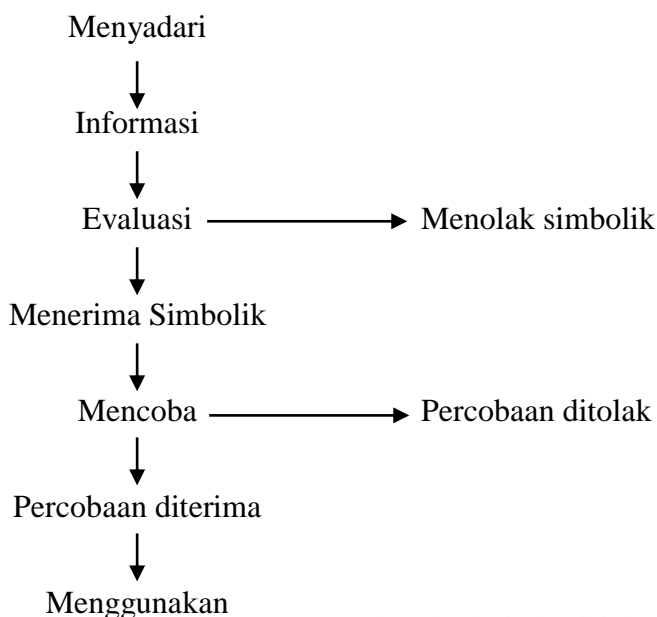 Menyadari
Informasi
Evaluasi
Menolak simbolik
Menerima Simbolik
Mencoba
Percobaan ditolak
Percobaan diterima
Menggunakan